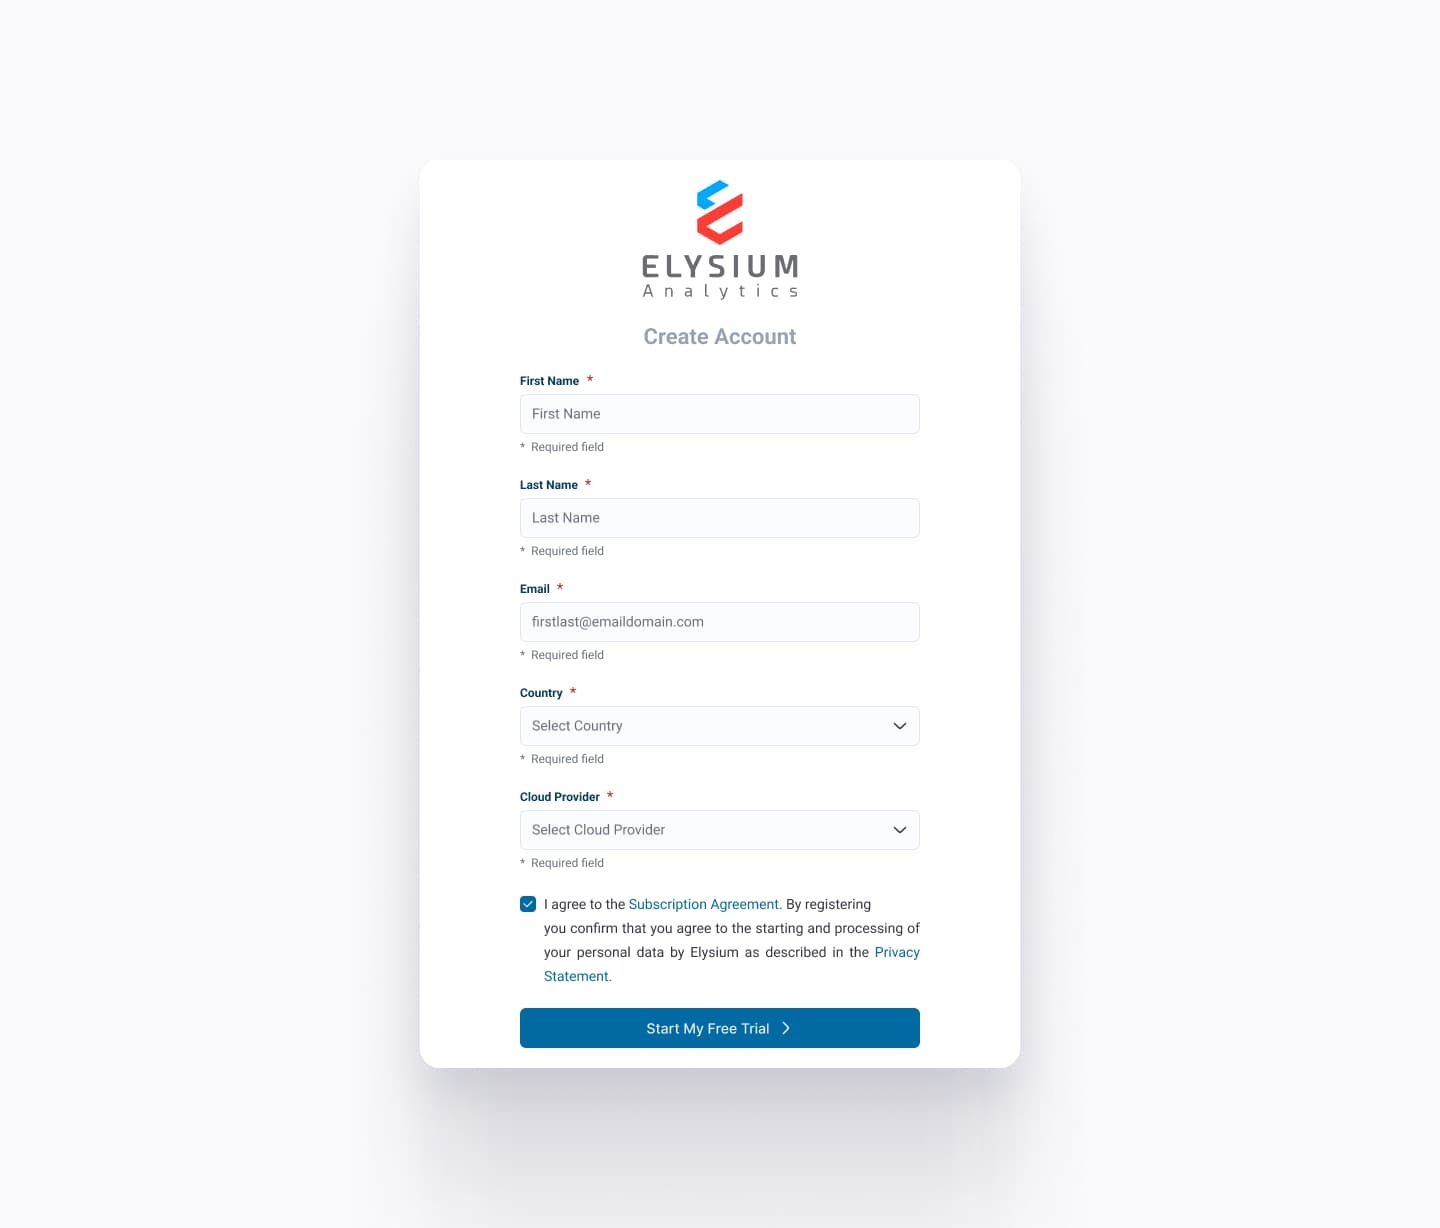 ELYSIUM
Analytics
Create Account
First Name *
First Name
* Required field
Last Name *
Last Name
* Required field
Email *
firstlast@emaildomain.com
* Required field
Country *
Select Country
* Required field
Cloud Provider *
Select Cloud Provider
* Required field
I agree to the Subscription Agreement. By registering
you confirm that you agree to the starting and processing of
your personal data by Elysium as described in the Privacy
Statement.
Start My Free Trial